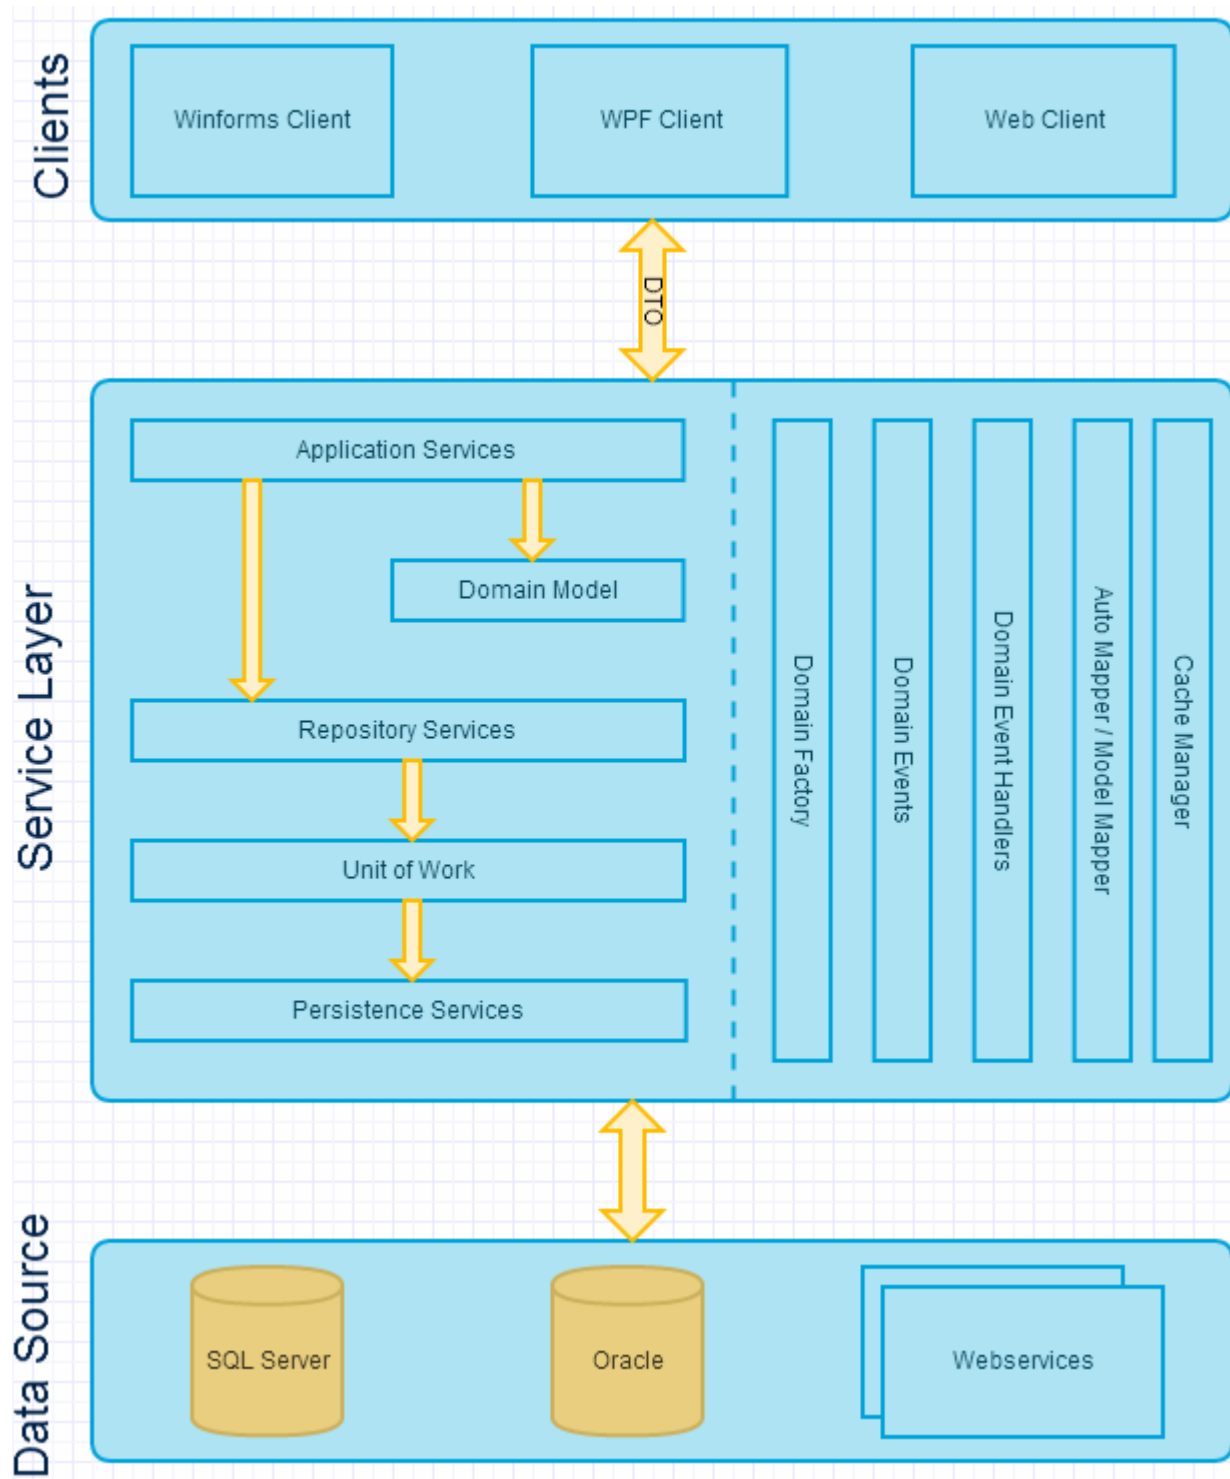 Clients
Winforms Client
WPF Client
Web Client
DTO
Service Layer
Application Services
Domain Model
Repository Services
Unit of Work
Persistence Services
Domain Factory
Domain Events
Domain Event Handlers
Auto Mapper / Model Mapper
Cache Manager
Data Source
SQL Server
Oracle
Webservices